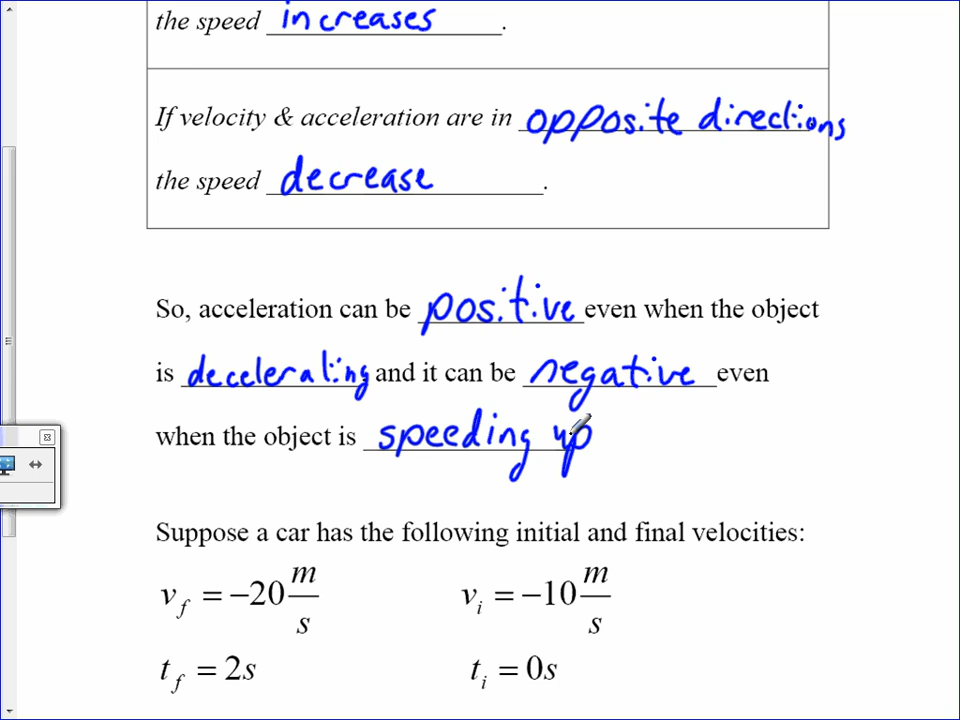 the speed increases.
If velocity & acceleration are in opposite directions
the speed decrease.
So, acceleration can be positive even when the object
is decelerating and it can be negative even
when the object is speeding up
Suppose a car has the following initial and final velocities:
v_f = −20 m/s v_i = −10 m/s
t_f = 2s t_i = 0s